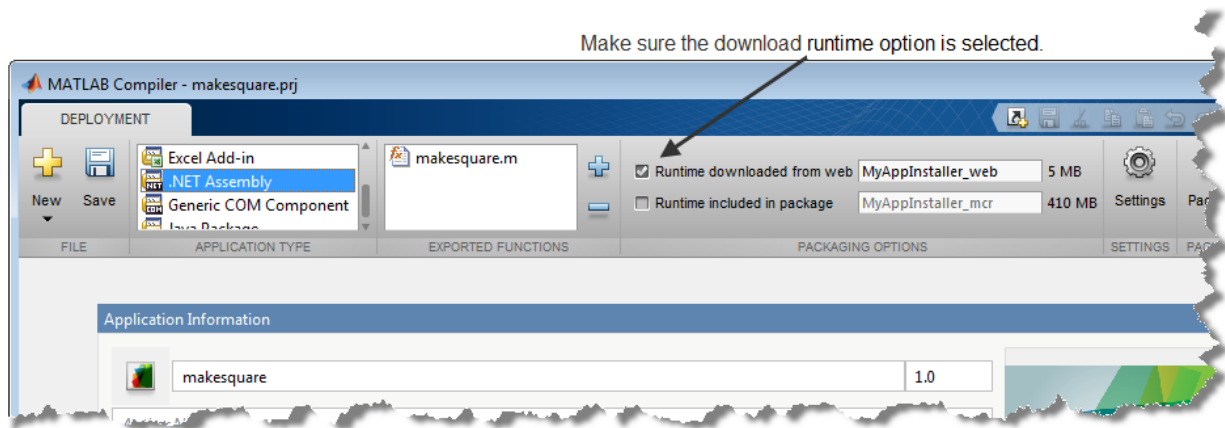 Make sure the download runtime option is selected.
MATLAB Compiler - makesquare.prj
DEPLOYMENT
New
Save
FILE
Excel Add-in
.NET Assembly
Generic COM Component
Java Package
APPLICATION TYPE
makesquare.m
EXPORTED FUNCTIONS
Runtime downloaded from web MyAppInstaller_web 5 MB
Runtime included in package MyAppInstaller_mcr 410 MB
PACKAGING OPTIONS
Settings
SETTINGS
Application Information
makesquare 1.0